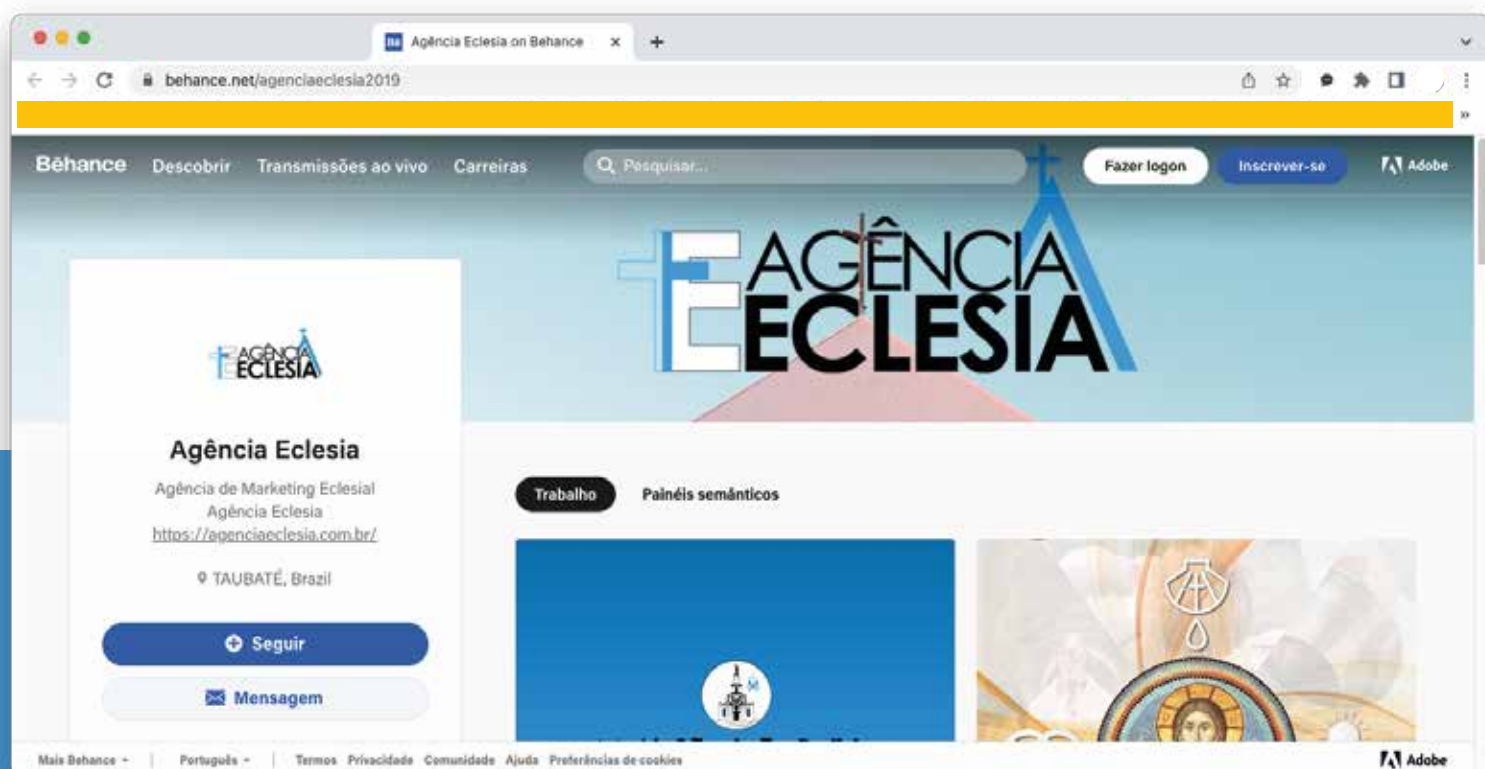 Agência Eclesia on Behance
behance.net/agenciaeclesia2019
Bēhance Descobrir Transmissões ao vivo Carreiras Pesquisar... Fazer logon Inscrever-se Adobe
AGÊNCIA
ECLESIA
AGÊNCIA
ECLESIA
Agência Eclesia
Agência de Marketing Eclesial
Agência Eclesia
https://agenciaeclesia.com.br/
TAUBATÉ, Brazil
Seguir
Mensagem
Trabalho Painéis semânticos
Mais Behance Português Termos Privacidade Comunidade Ajuda Preferências de cookies Adobe